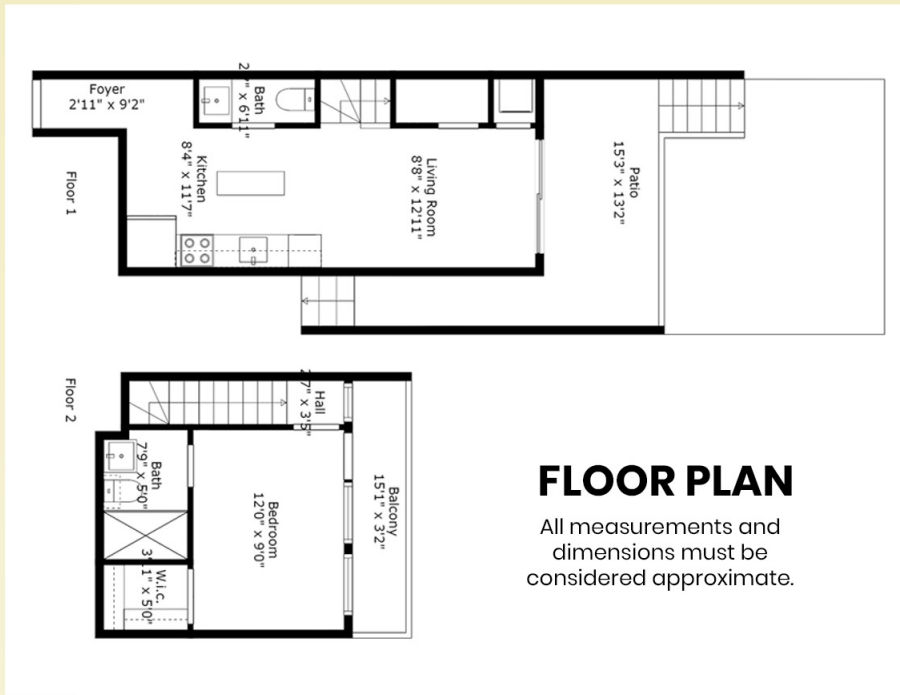 Foyer
2'11" x 9'2"
Bath
Kitchen
8'4" x 11'7"
Living Room
8'8" x 12'11"
Patio
15'3" x 13'2"
Floor 1
Floor 2
Hall
Bath
7'9" x 5'0"
Bedroom
12'0" x 9'0"
Balcony
15'1" x 3'2"
W.i.c.
FLOOR PLAN
All measurements and
dimensions must be
considered approximate.